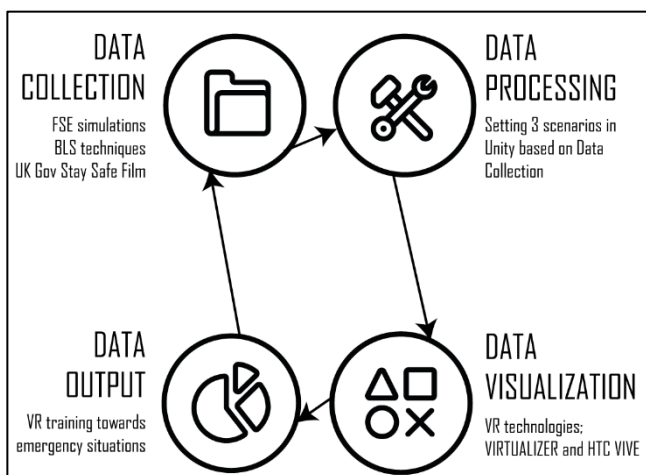 DATA
COLLECTION
FSE simulations
BLS techniques
UK Gov Stay Safe Film
DATA
PROCESSING
Setting 3 scenarios in
Unity based on Data
Collection
DATA
OUTPUT
VR training towards
emergency situations
DATA
VISUALIZATION
VR technologies;
VIRTUALIZER and HTC VIVE